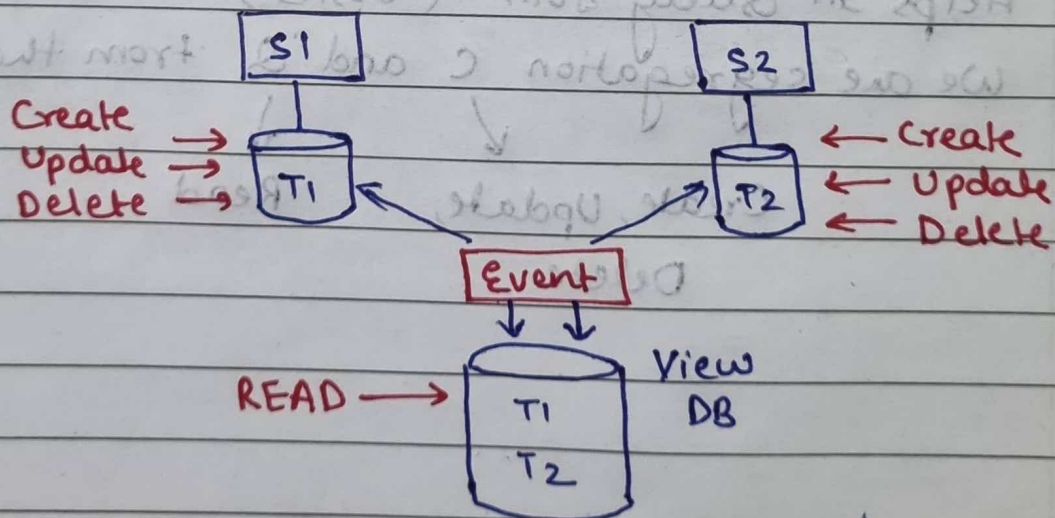 S1
S2
Create
Update
Delete
T1
T2
Create
Update
Delete
Event
READ
T1
T2
View
DB